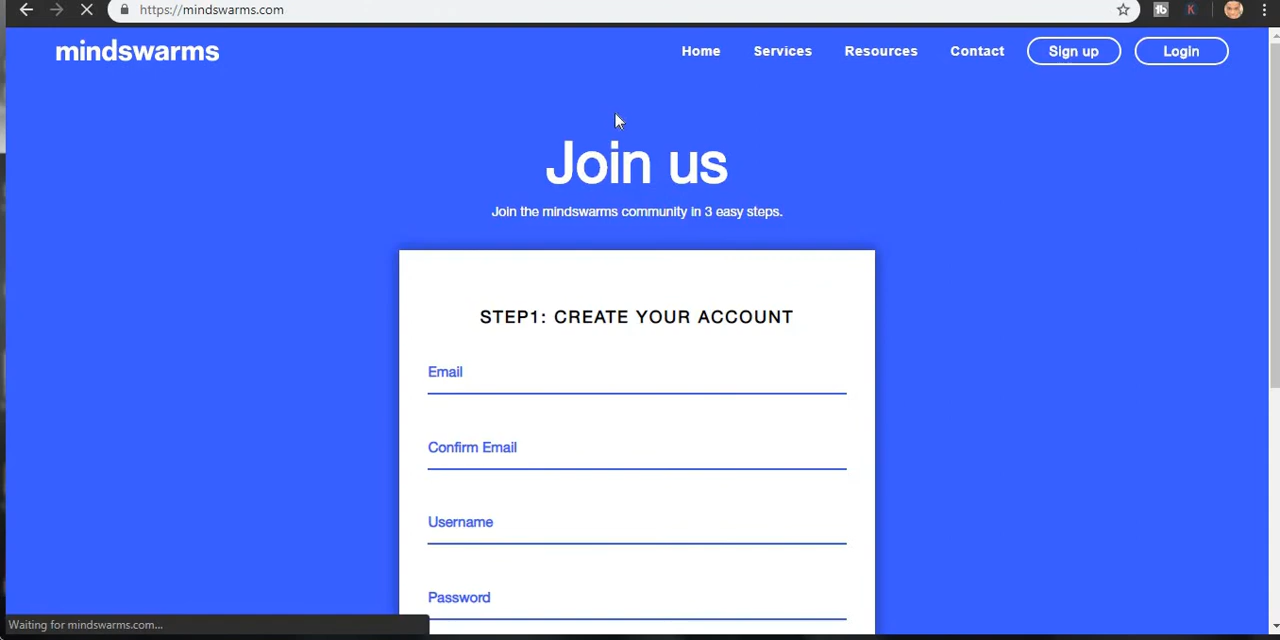 https://mindswarms.com
mindswarms
Home
Services
Resources
Contact
Sign up
Login
Join us
Join the mindswarms community in 3 easy steps.
STEP1: CREATE YOUR ACCOUNT
Email
Confirm Email
Username
Password
Waiting for mindswarms.com...